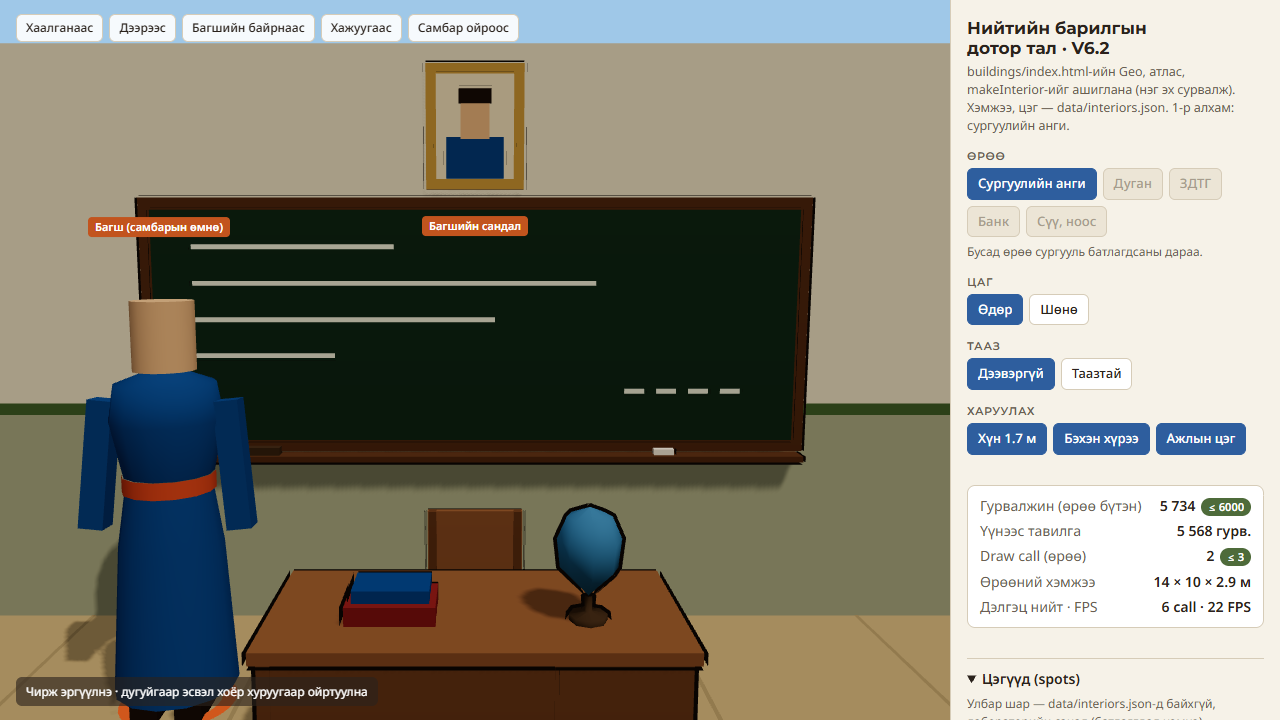 Хаалганаас
Дээрээс
Багшийн байрнаас
Хажуугаас
Самбар ойроос
Багш (самбарын өмнө)
Багшийн сандал
Чирж эргүүлнэ · дугуйгаар эсвэл хоёр хуруугаар ойртуулна
Нийтийн барилгын
дотор тал · V6.2
buildings/index.html-ийн Geo, атлас,
makeInterior-ийг ашиглана (нэг эх сурвалж).
Хэмжээ, цэг — data/interiors.json. 1-р алхам:
сургуулийн анги.
ӨРӨӨ
Сургуулийн анги
Дуган
ЗДТГ
Банк
Сүү, ноос
Бусад өрөө сургууль батлагдсаны дараа.
ЦАГ
Өдөр
Шөнө
ТААЗ
Дээвэргүй
Таазтай
ХАРУУЛАХ
Хүн 1.7 м
Бэхэн хүрээ
Ажлын цэг
Гурвалжин (өрөө бүтэн) 5 734 ≤ 6000
Үүнээс тавилга 5 568 гурв.
Draw call (өрөө) 2 ≤ 3
Өрөөний хэмжээ 14 × 10 × 2.9 м
Дэлгэц нийт · FPS 6 call · 22 FPS
▼ Цэгүүд (spots)
Улбар шар — data/interiors.json-д байхгүй,